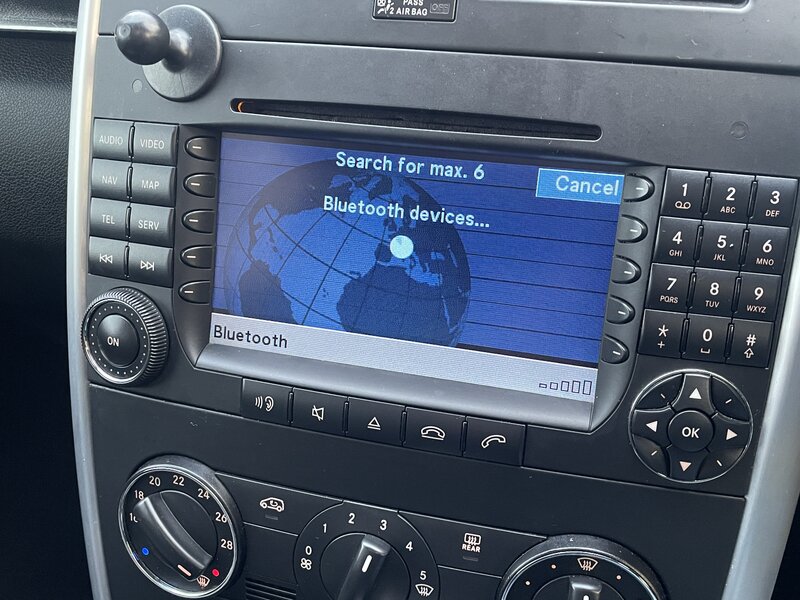 PASS
2 AIR BAG OFF
Search for max. 6
Cancel
Bluetooth devices...
Bluetooth
AUDIO VIDEO
NAV MAP
TEL SERV
ON
1 2 3
ABC DEF
4 5 6
GHI JKL MNO
7 8 9
PQRS TUV WXYZ
* 0 #
+
OK
18 20 22 24 26 28
0 1 2 3 4 5
REAR